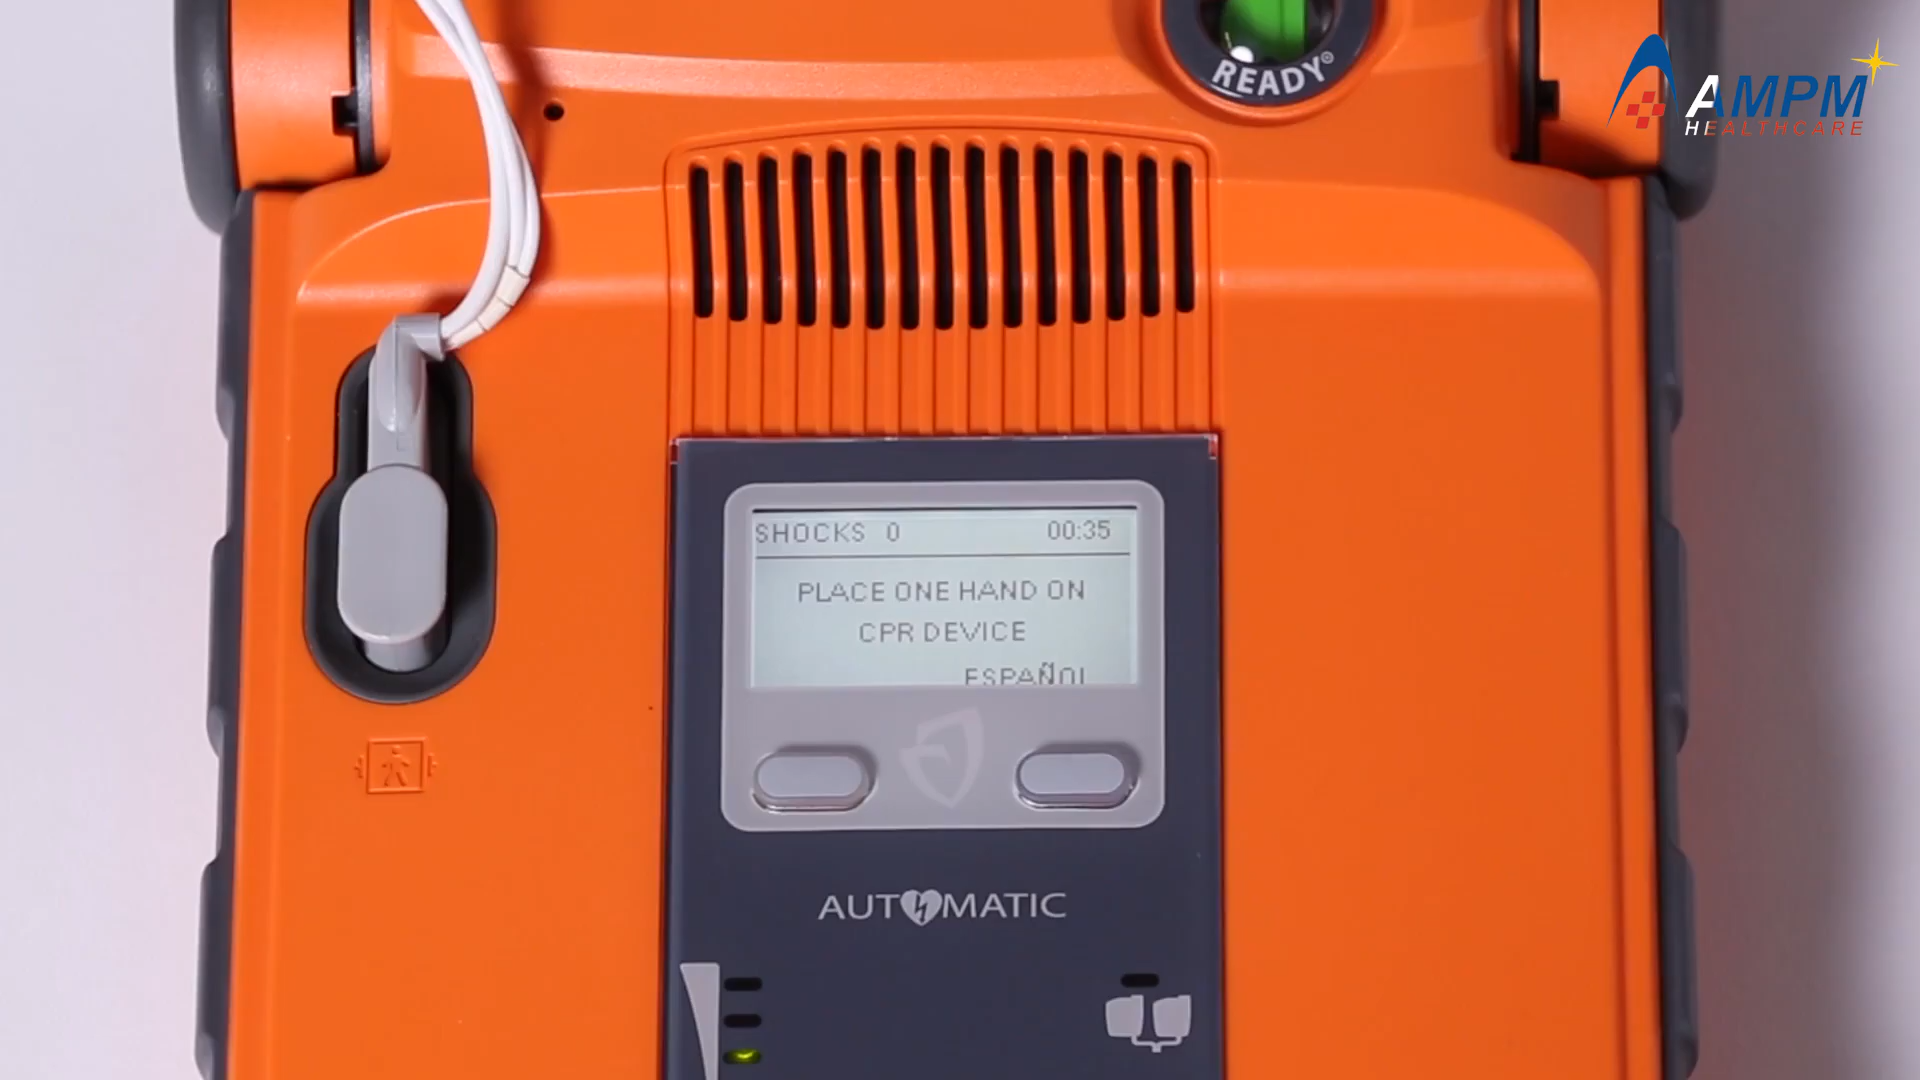 READY®
AMPM
HEALTHCARE
SHOCKS 0 00:35
PLACE ONE HAND ON
CPR DEVICE
ESPAÑOL
AUTOMATIC